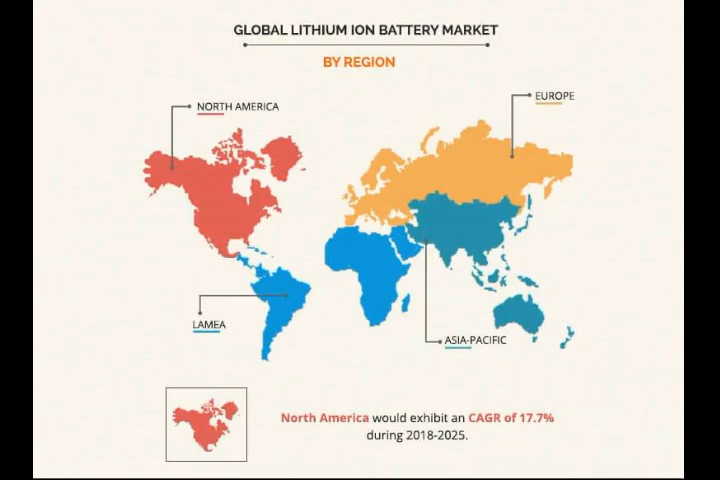 GLOBAL LITHIUM ION BATTERY MARKET
BY REGION
EUROPE
NORTH AMERICA
LAMEA
ASIA-PACIFIC
North America would exhibit an CAGR of 17.7%
during 2018-2025.